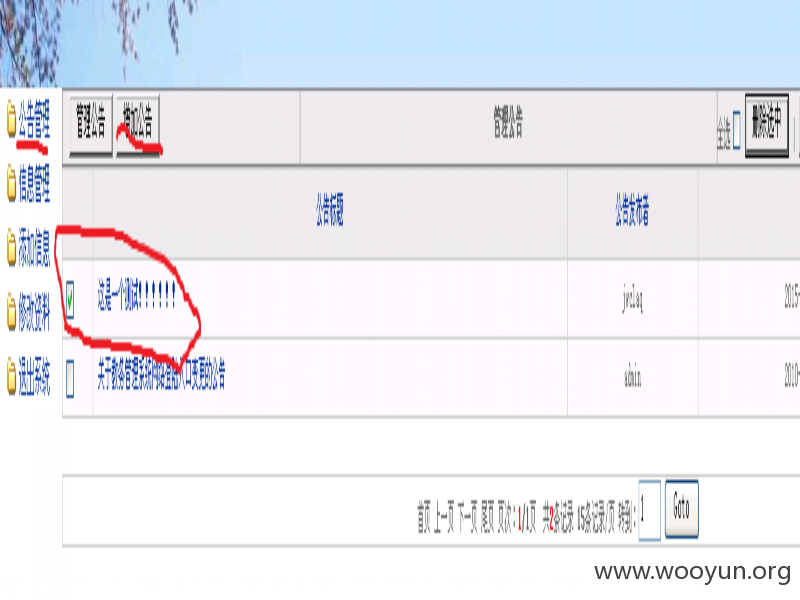 公告管理
信息管理
添加信息
修改资料
退出系统
管理公告 增加公告 管理公告 全选 删除选中
公告标题 公告发布者
这是一个测试!!!!!! 2015-
关于教务管理系统网络登陆入口变更的公告 admin 2010-
首页 上一页 下一页 尾页 页次:1/1页 共2条记录 15条记录/页 转到: 1 Goto
www.wooyun.org